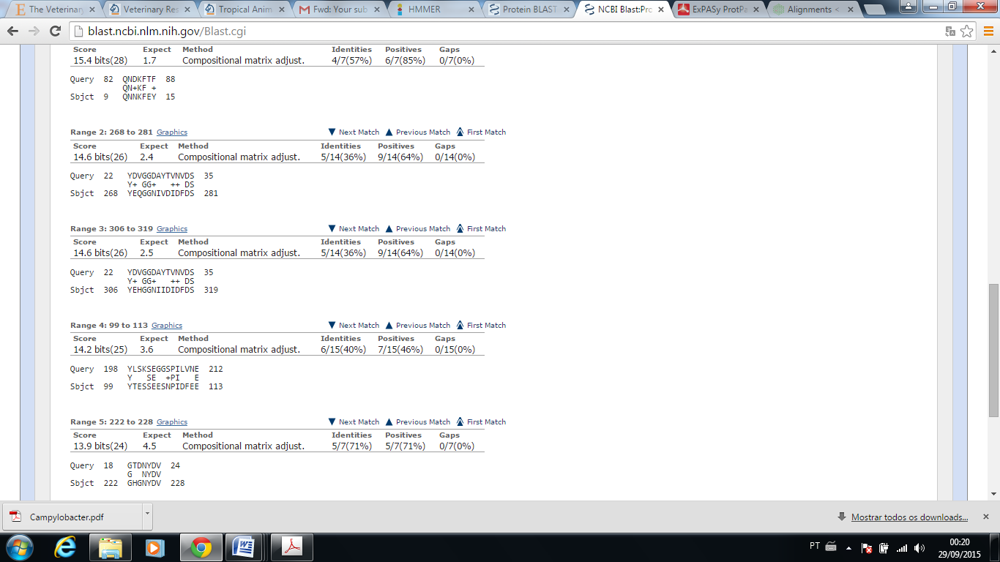 The Veterinary
Veterinary Res
Tropical Anim
Fwd: Your sub
HMMER
Protein BLAST
NCBI Blast:Pro
ExPASy ProtPa
Alignments <
blast.ncbi.nlm.nih.gov/Blast.cgi
Score Expect Method Identities Positives Gaps
15.4 bits(28) 1.7 Compositional matrix adjust. 4/7(57%) 6/7(85%) 0/7(0%)
Query 82 QNDKFTF 88
QN+KF +
Sbjct 9 QNNKFEY 15
Range 2: 268 to 281 Graphics Next Match Previous Match First Match
Score Expect Method Identities Positives Gaps
14.6 bits(26) 2.4 Compositional matrix adjust. 5/14(36%) 9/14(64%) 0/14(0%)
Query 22 YDVGGDAYTVNVDS 35
Y+ GG+   ++ DS
Sbjct 268 YEQGGNIVDIDFDS 281
Range 3: 306 to 319 Graphics Next Match Previous Match First Match
Score Expect Method Identities Positives Gaps
14.6 bits(26) 2.5 Compositional matrix adjust. 5/14(36%) 9/14(64%) 0/14(0%)
Query 22 YDVGGDAYTVNVDS 35
Y+ GG+   ++ DS
Sbjct 306 YEHGGNIIDIDFDS 319
Range 4: 99 to 113 Graphics Next Match Previous Match First Match
Score Expect Method Identities Positives Gaps
14.2 bits(25) 3.6 Compositional matrix adjust. 6/15(40%) 7/15(46%) 0/15(0%)
Query 198 YLSKSEGGSPILVNE 212
Y   SE  +PI   E
Sbjct 99 YTESSEESNPIDFEE 113
Range 5: 222 to 228 Graphics Next Match Previous Match First Match
Score Expect Method Identities Positives Gaps
13.9 bits(24) 4.5 Compositional matrix adjust. 5/7(71%) 5/7(71%) 0/7(0%)
Query 18 GTDNYDV 24
G  NYDV
Sbjct 222 GHGNYDV 228
Campylobacter.pdf
Mostrar todos os downloads...
PT
00:20
29/09/2015